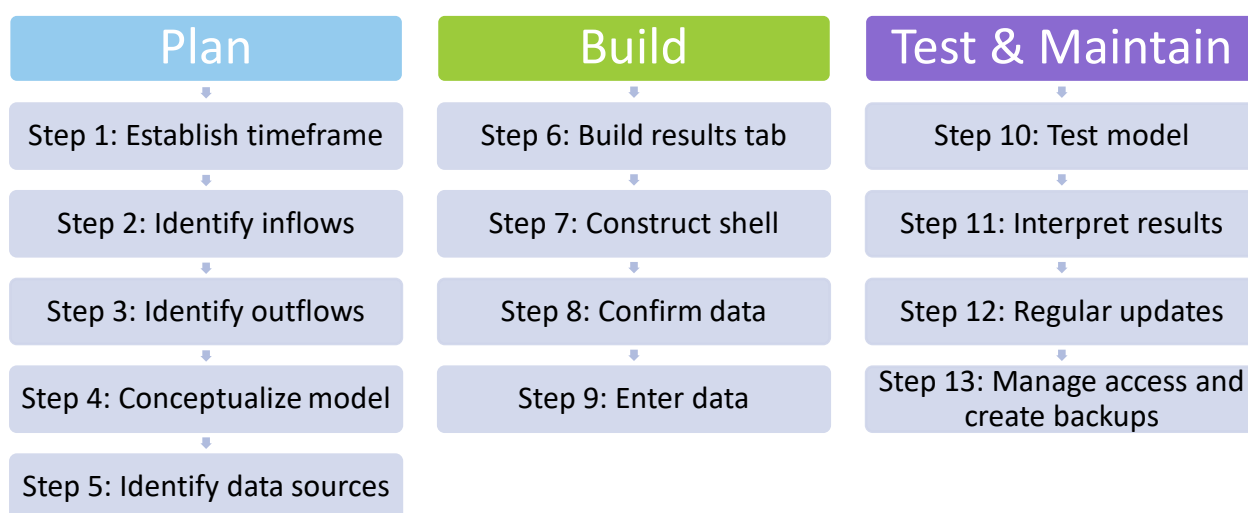 Plan
Step 1: Establish timeframe
Step 2: Identify inflows
Step 3: Identify outflows
Step 4: Conceptualize model
Step 5: Identify data sources
Build
Step 6: Build results tab
Step 7: Construct shell
Step 8: Confirm data
Step 9: Enter data
Test & Maintain
Step 10: Test model
Step 11: Interpret results
Step 12: Regular updates
Step 13: Manage access and
create backups